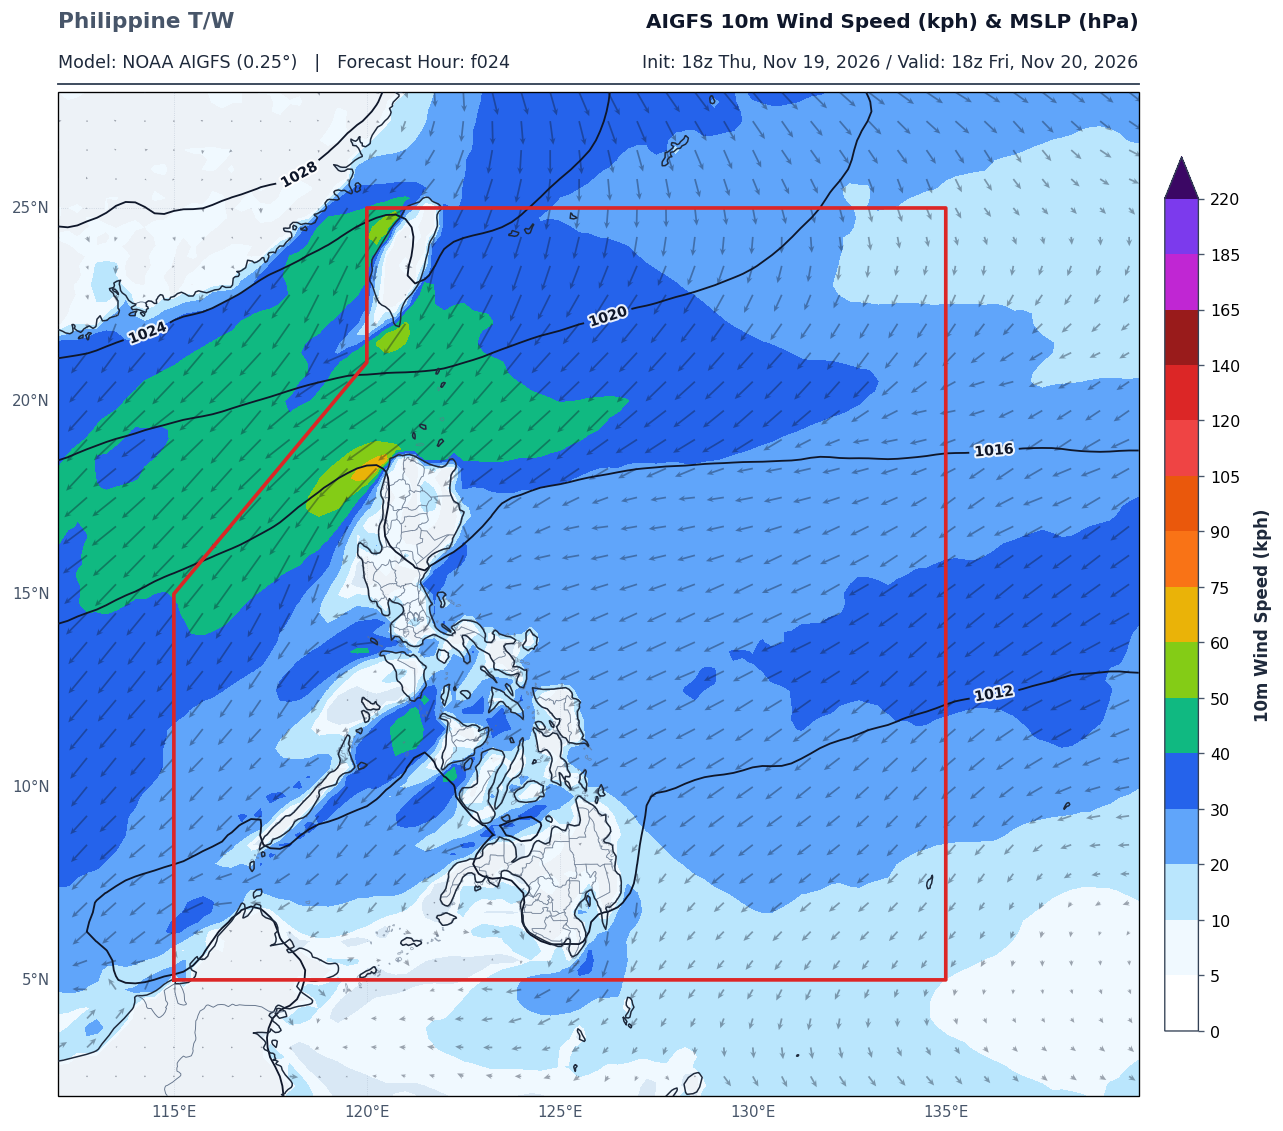 Philippine T/W
AIGFS 10m Wind Speed (kph) & MSLP (hPa)
Model: NOAA AIGFS (0.25°) | Forecast Hour: f024
Init: 18z Thu, Nov 19, 2026 / Valid: 18z Fri, Nov 20, 2026
1028
1024
1020
1016
1012
25°N
20°N
15°N
10°N
5°N
115°E
120°E
125°E
130°E
135°E
220
185
165
140
120
105
90
75
60
50
40
30
20
10
5
0
10m Wind Speed (kph)